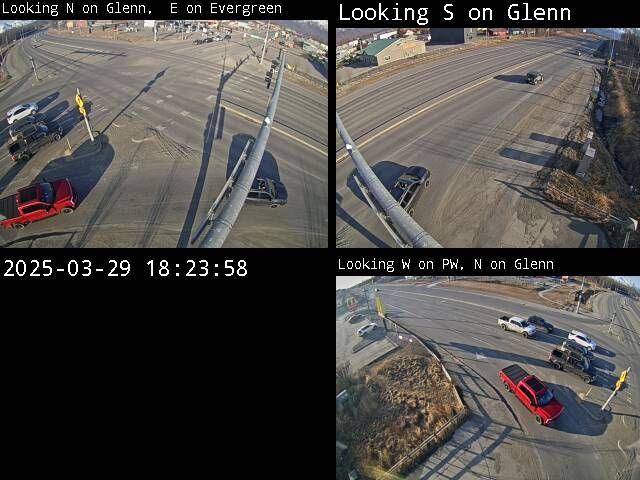 Looking N on Glenn,  E on Evergreen
Looking S on Glenn
2025-03-29 18:23:58
Looking W on PW, N on Glenn